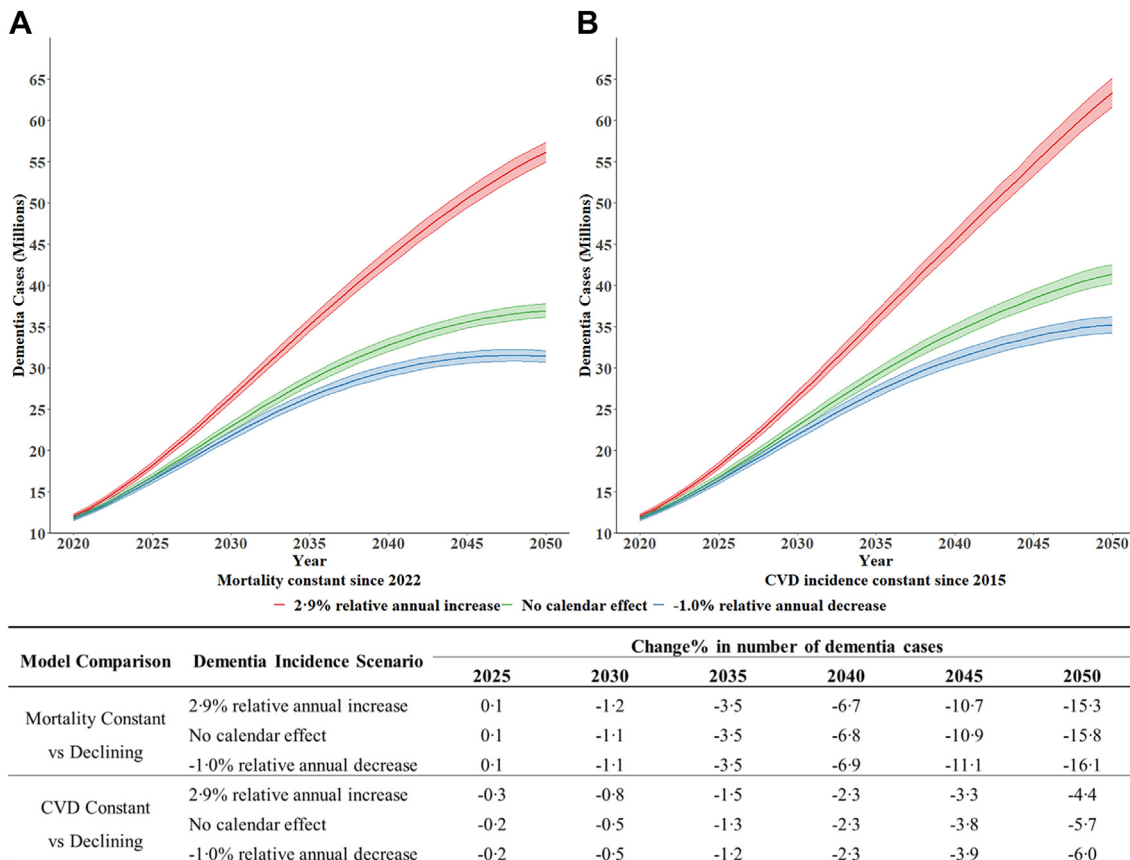 A
B
Dementia Cases (Millions)
65
60
55
50
45
40
35
30
25
20
15
10
2020 2025 2030 2035 2040 2045 2050
Year
Mortality constant since 2022
Dementia Cases (Millions)
65
60
55
50
45
40
35
30
25
20
15
10
2020 2025 2030 2035 2040 2045 2050
Year
CVD incidence constant since 2015
2·9% relative annual increase No calendar effect -1.0% relative annual decrease
Model Comparison Dementia Incidence Scenario Change% in number of dementia cases
2025 2030 2035 2040 2045 2050
Mortality Constant
vs Declining
2·9% relative annual increase 0·1 -1·2 -3·5 -6·7 -10·7 -15·3
No calendar effect 0·1 -1·1 -3·5 -6·8 -10·9 -15·8
-1·0% relative annual decrease 0·1 -1·1 -3·5 -6·9 -11·1 -16·1
CVD Constant
vs Declining
2·9% relative annual increase -0·3 -0·8 -1·5 -2·3 -3·3 -4·4
No calendar effect -0·2 -0·5 -1·3 -2·3 -3·8 -5·7
-1·0% relative annual decrease -0·2 -0·5 -1·2 -2·3 -3·9 -6·0